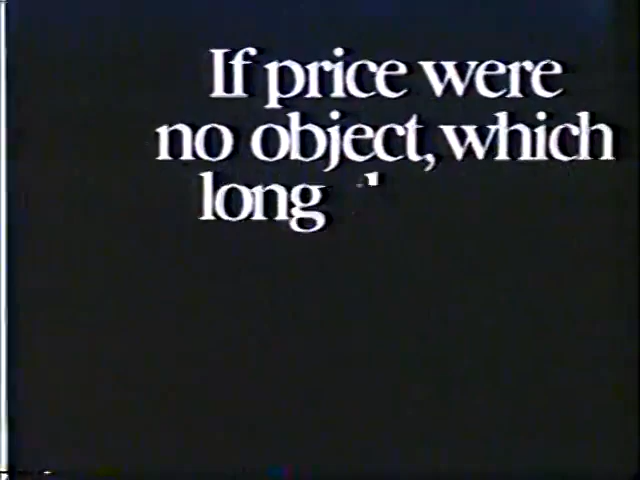 If price were
no object, which
long